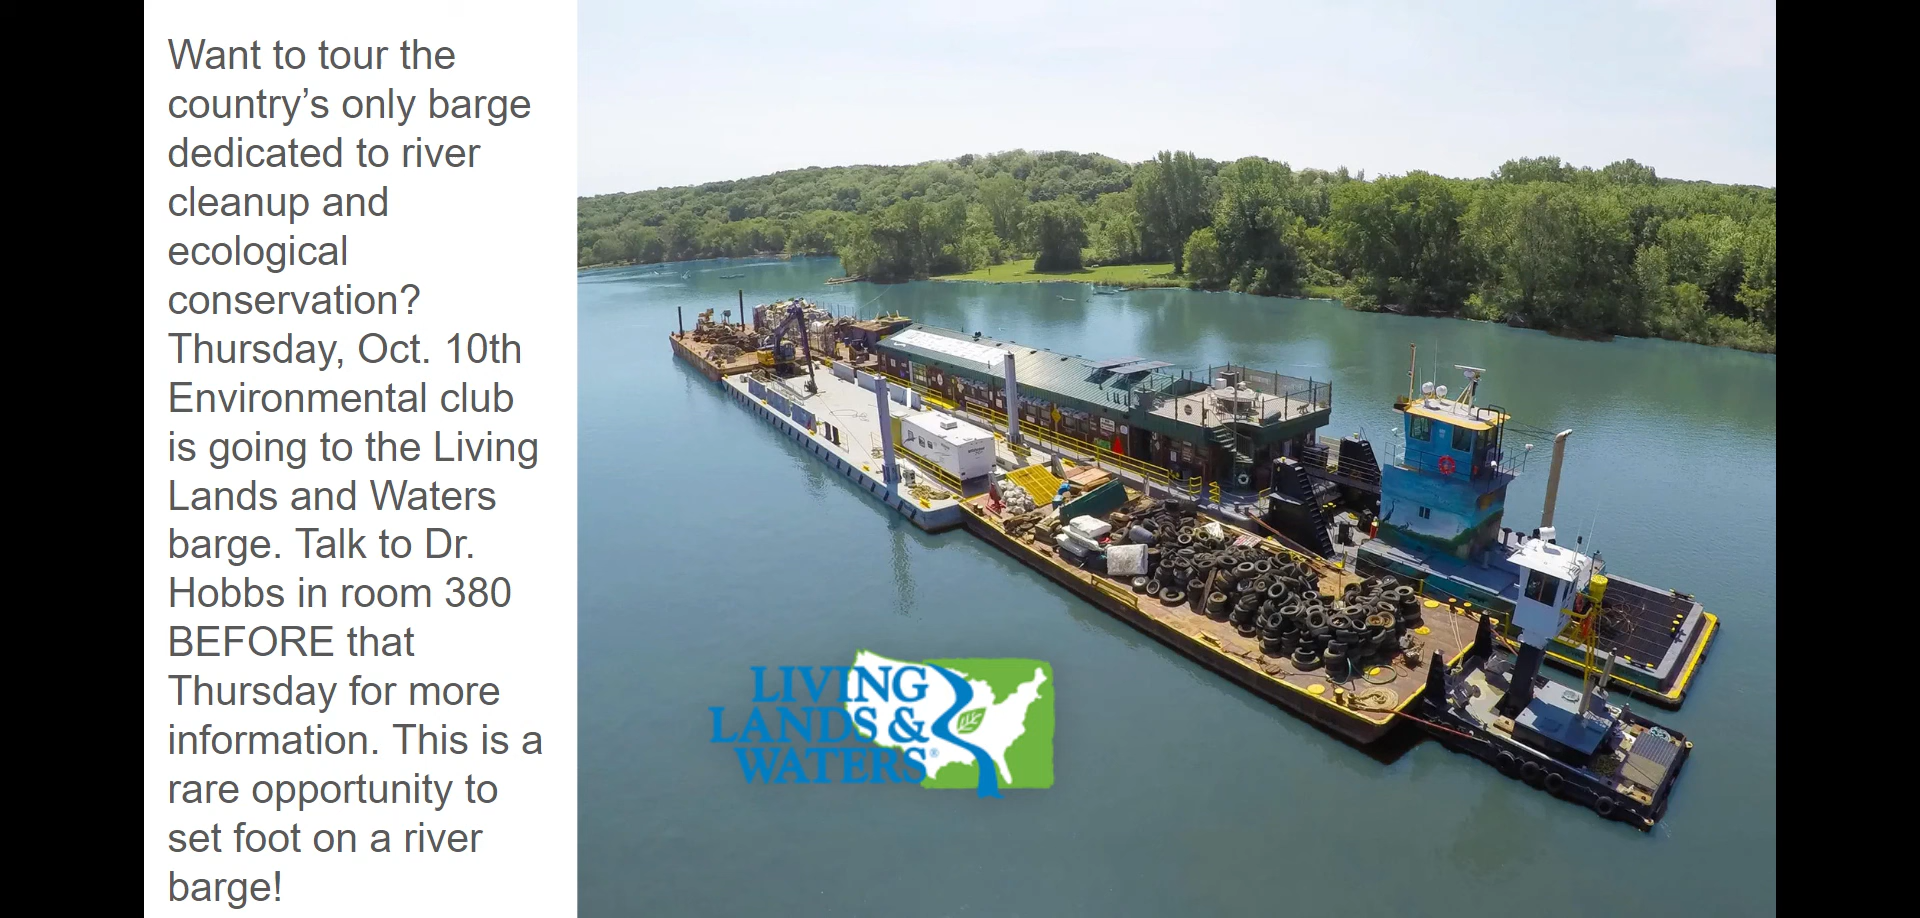 Want to tour the
country’s only barge
dedicated to river
cleanup and
ecological
conservation?
Thursday, Oct. 10th
Environmental club
is going to the Living
Lands and Waters
barge. Talk to Dr.
Hobbs in room 380
BEFORE that
Thursday for more
information. This is a
rare opportunity to
set foot on a river
barge!
LIVING
LANDS &
WATERS®